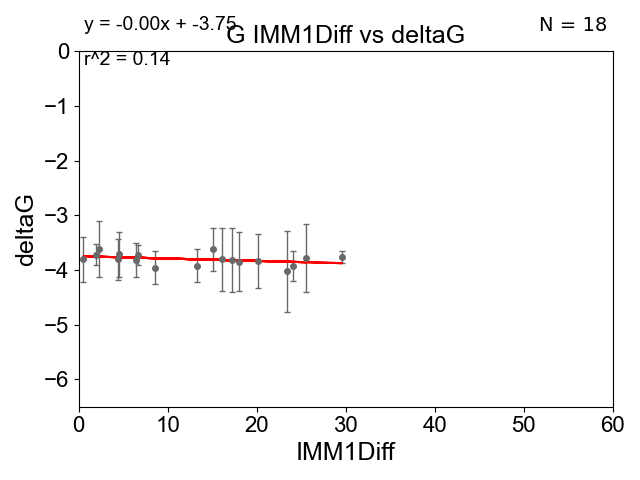 y = -0.00x + -3.75
N = 18
G IMM1Diff vs deltaG
r^2 = 0.14
0
−1
−2
−3
−4
−5
−6
deltaG
0 10 20 30 40 50 60
IMM1Diff